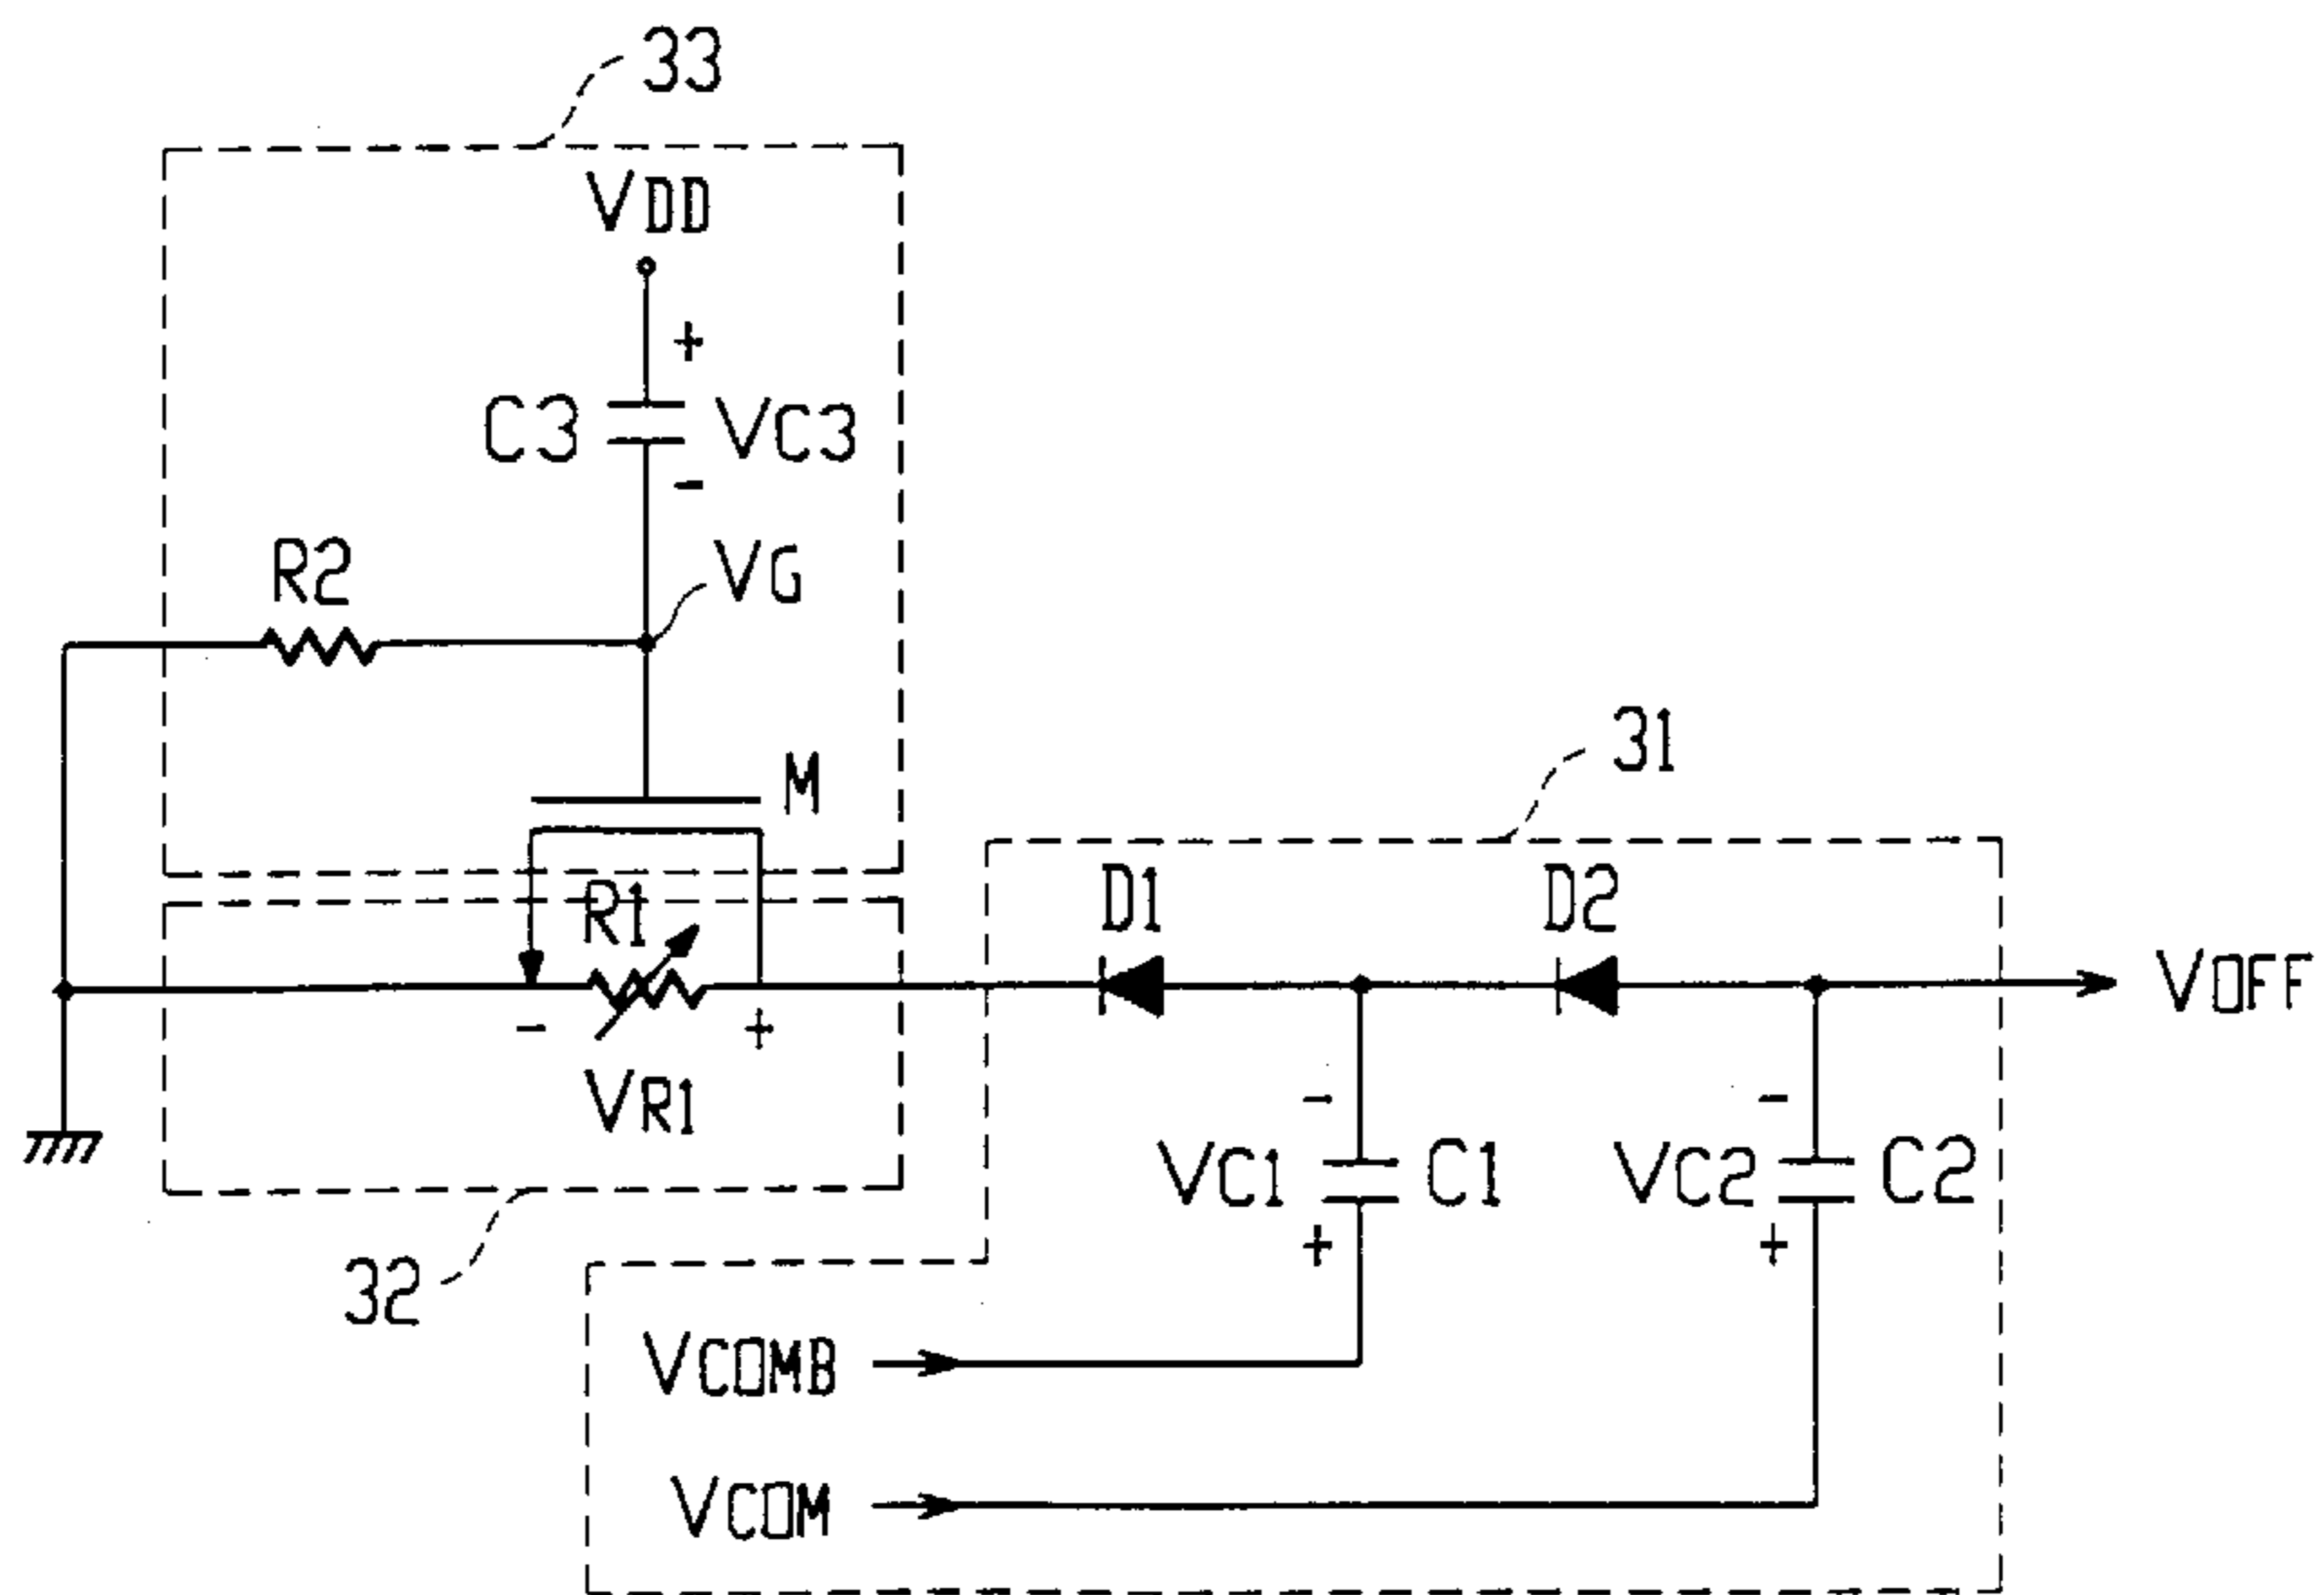 33
VDD
+
C3
VC3
-
R2
VG
M
31
R1
D1
D2
VOFF
-
+
VR1
-
-
VC1
C1
VC2
C2
+
+
32
VCOMB
VCOM